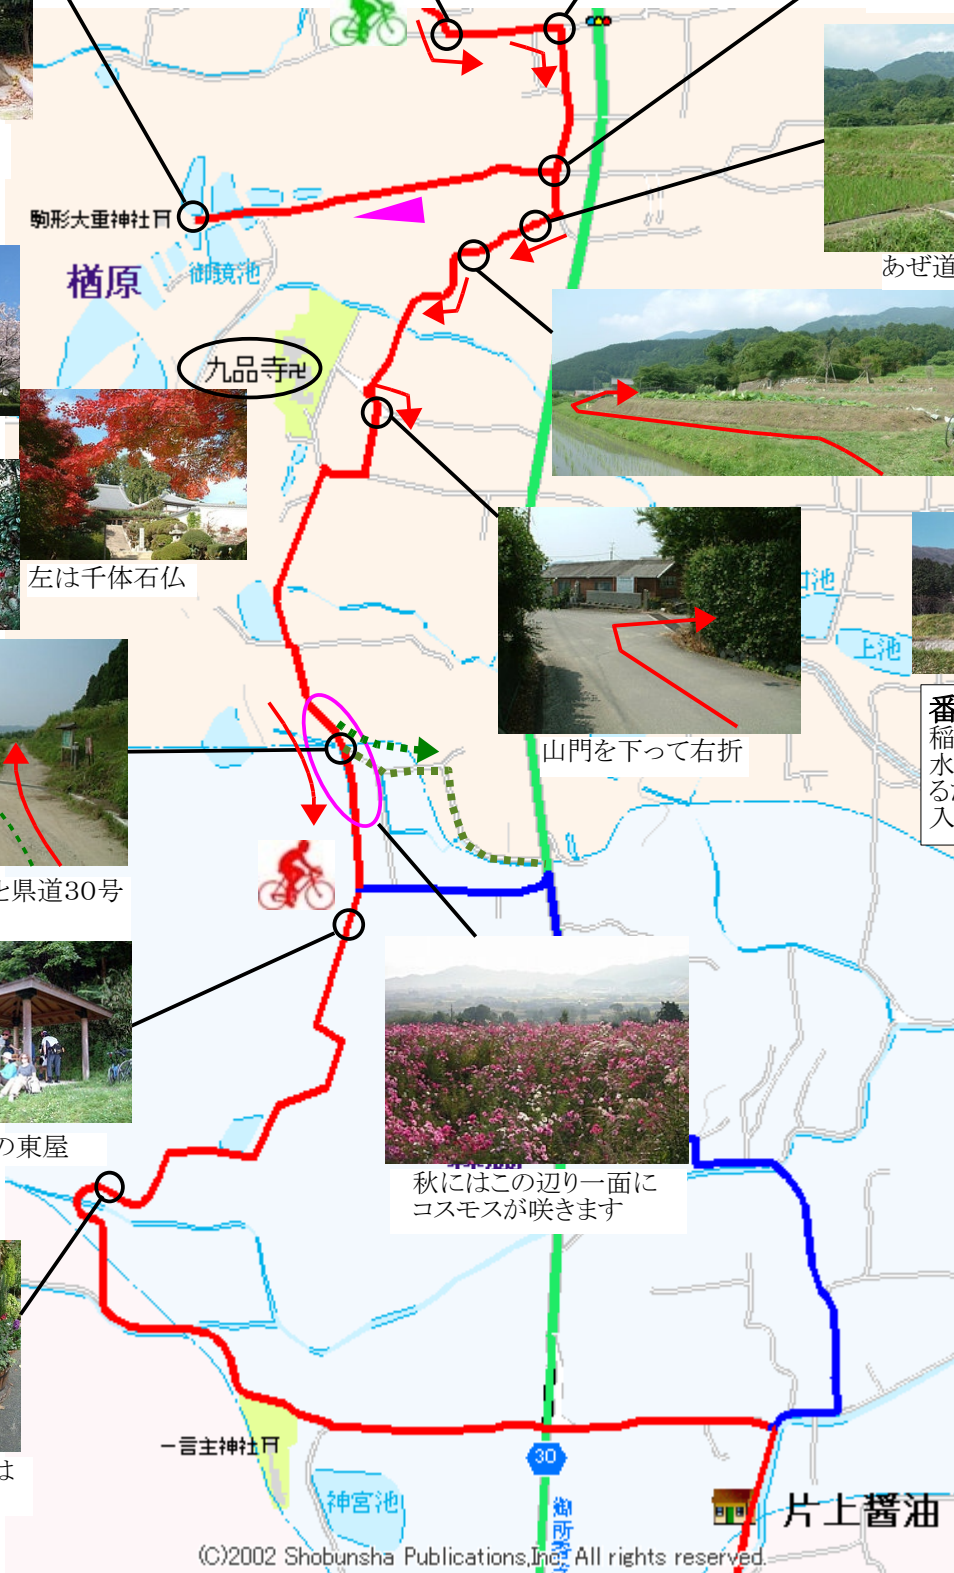 駒形大重神社
楢原
御鏡池
あぜ道
九品寺
左は千体石仏
口池
上池
山門を下って右折
番
稲
水
るた
入
と県道30号
の東屋
秋にはこの辺り一面に
コスモスが咲きます
一言主神社
は
神宮池
30
御所
片上醤油
(C)2002 Shobunsha Publications,Inc. All rights reserved.